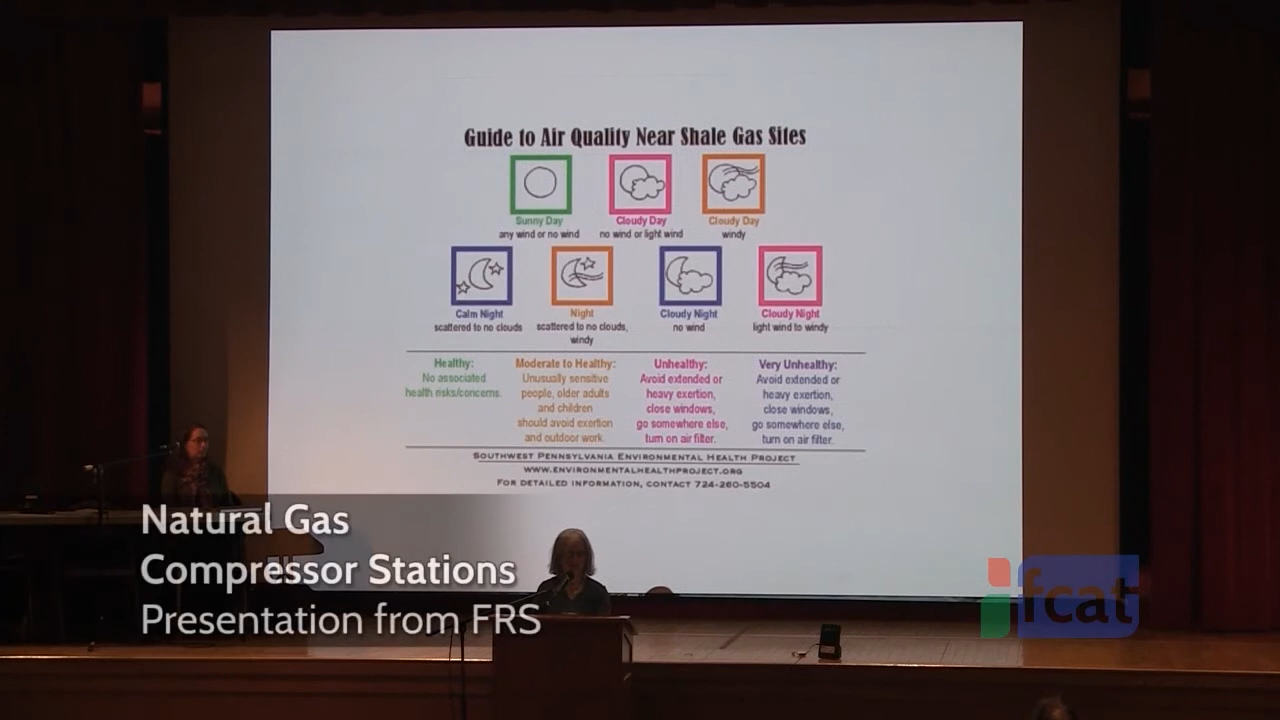 Guide to Air Quality Near Shale Gas Sites
Sunny Day
any wind or no wind
Cloudy Day
no wind or light wind
Cloudy Day
windy
Calm Night
scattered to no clouds
Night
scattered to no clouds,
windy
Cloudy Night
no wind
Cloudy Night
light wind to windy
Healthy:
No associated
health risks/concerns.
Moderate to Healthy:
Unusually sensitive
people, older adults
and children
should avoid exertion
and outdoor work.
Unhealthy:
Avoid extended or
heavy exertion,
close windows,
go somewhere else,
turn on air filter.
Very Unhealthy:
Avoid extended or
heavy exertion,
close windows,
go somewhere else,
turn on air filter.
SOUTHWEST PENNSYLVANIA ENVIRONMENTAL HEALTH PROJECT
WWW.ENVIRONMENTALHEALTHPROJECT.ORG
FOR DETAILED INFORMATION, CONTACT 724-260-5504
Natural Gas
Compressor Stations
Presentation from FRS
fcat